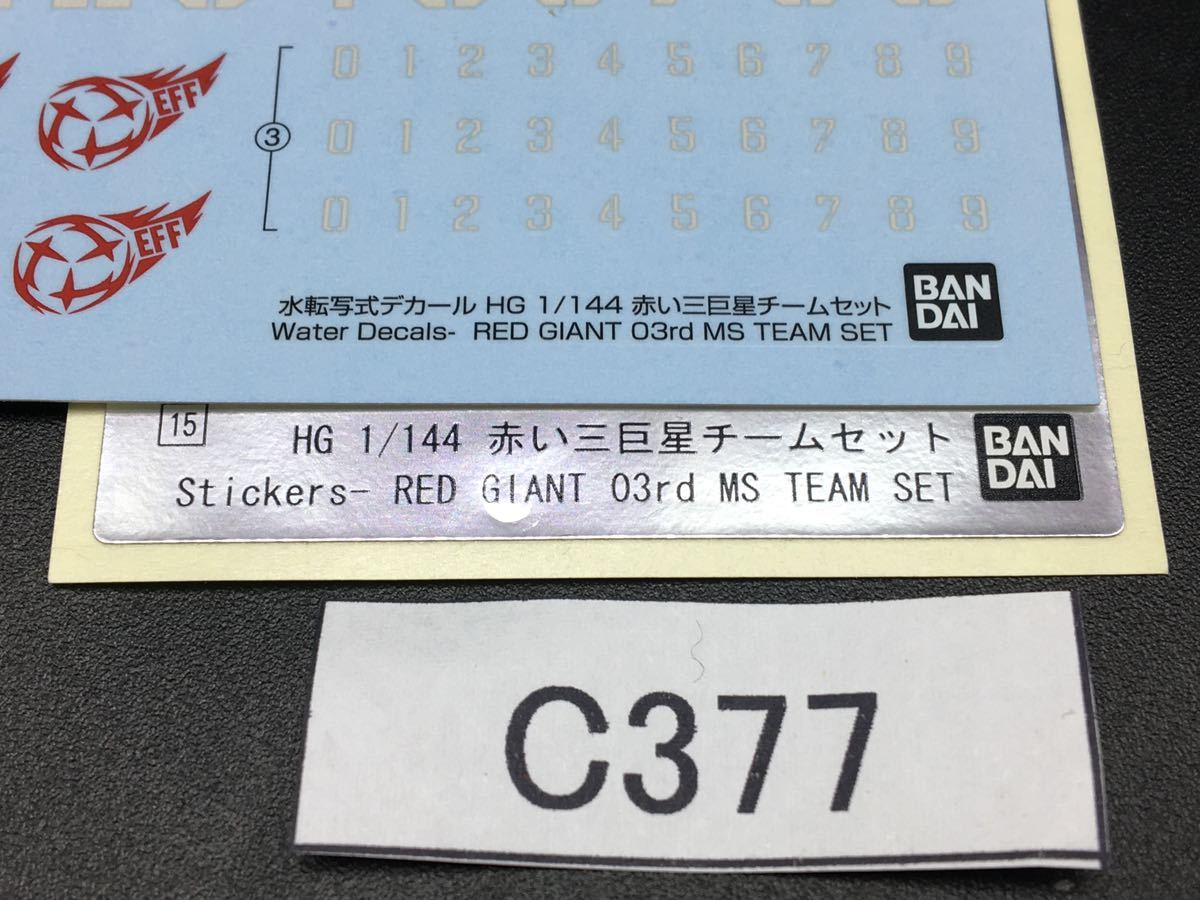 EFF
0 1 2 3 4 5 6 7 8 9
③
0 1 2 3 4 5 6 7 8 9
EFF
0 1 2 3 4 5 6 7 8 9
水転写式デカール HG 1/144 赤い三巨星チームセット
Water Decals- RED GIANT 03rd MS TEAM SET
BAN
DAI
15
HG 1/144 赤い三巨星チームセット
Stickers- RED GIANT 03rd MS TEAM SET
BAN
DAI
C377